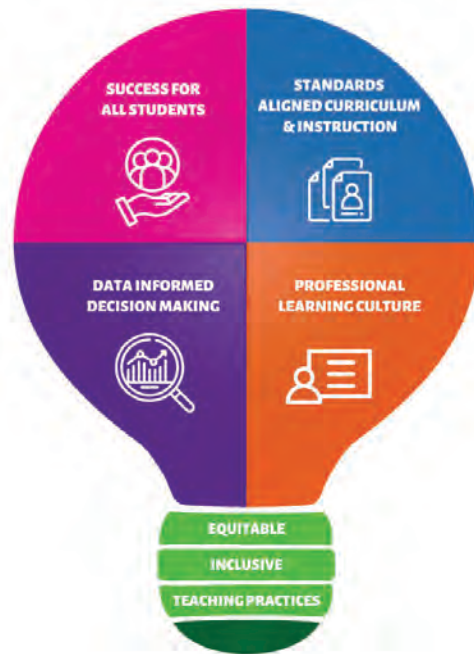 SUCCESS FOR
ALL STUDENTS
STANDARDS
ALIGNED CURRICULUM
& INSTRUCTION
DATA INFORMED
DECISION MAKING
PROFESSIONAL
LEARNING CULTURE
EQUITABLE
INCLUSIVE
TEACHING PRACTICES